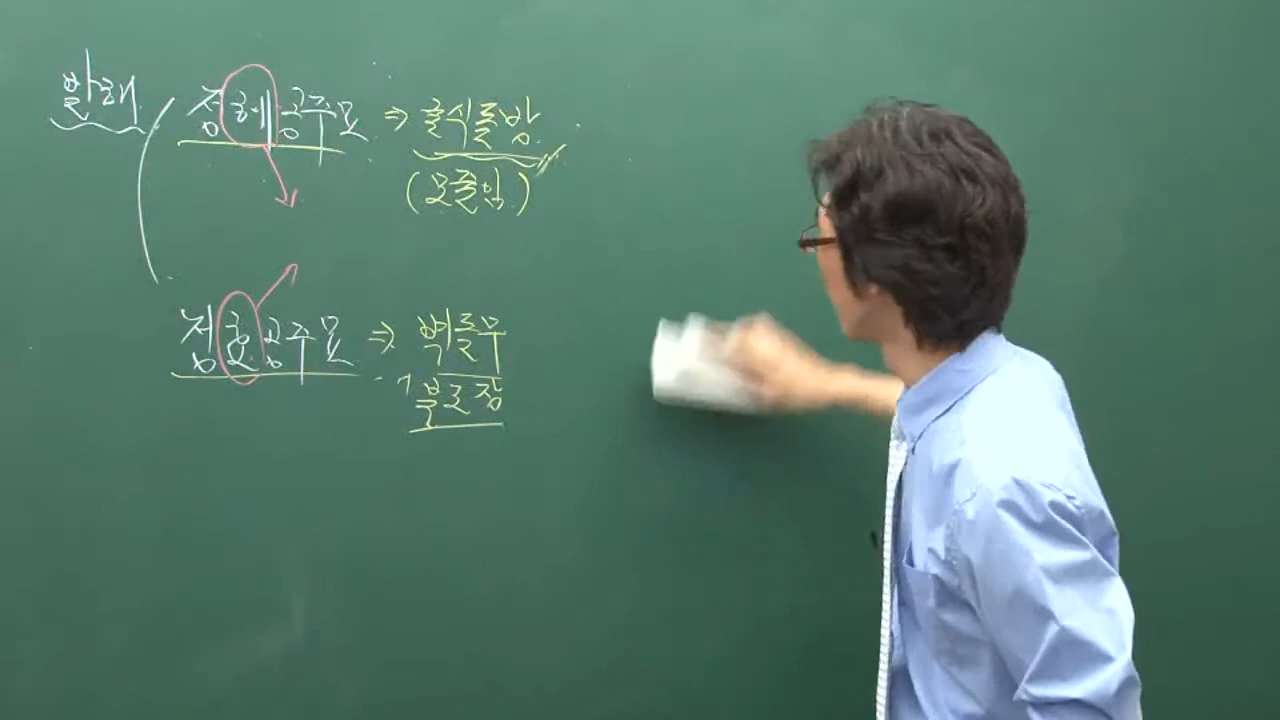 발해
정혜공주묘 ⇒ 굴식돌방
(모줄임)
정효공주묘 ⇒ 벽돌무
불로장